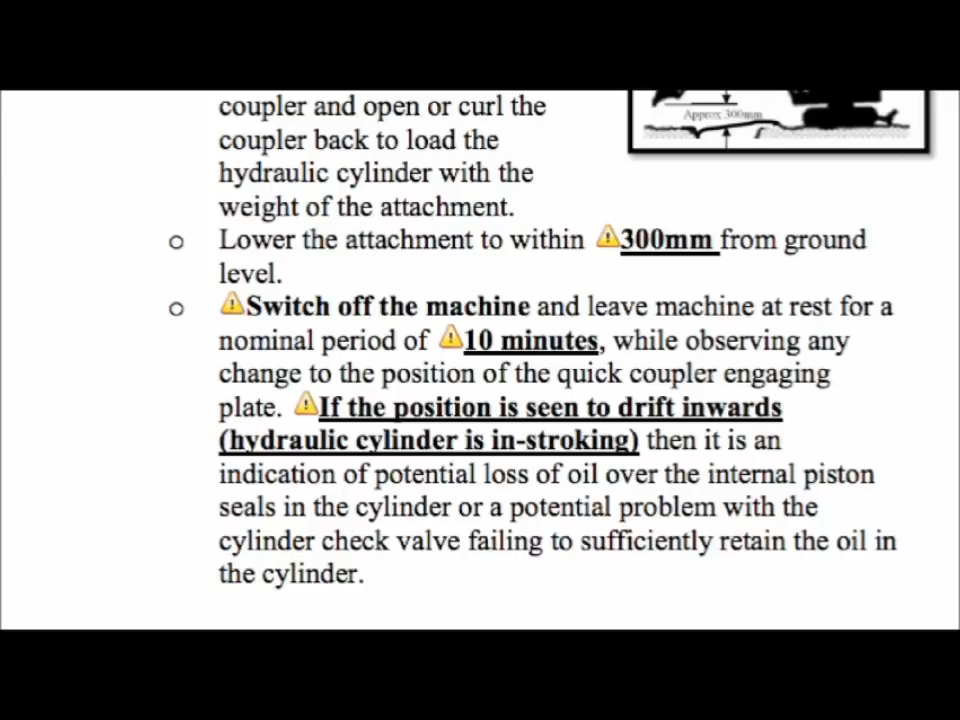 coupler and open or curl the
coupler back to load the
hydraulic cylinder with the
weight of the attachment.
Approx 300mm
o Lower the attachment to within 300mm from ground
level.
o Switch off the machine and leave machine at rest for a
nominal period of 10 minutes, while observing any
change to the position of the quick coupler engaging
plate. If the position is seen to drift inwards
(hydraulic cylinder is in-stroking) then it is an
indication of potential loss of oil over the internal piston
seals in the cylinder or a potential problem with the
cylinder check valve failing to sufficiently retain the oil in
the cylinder.